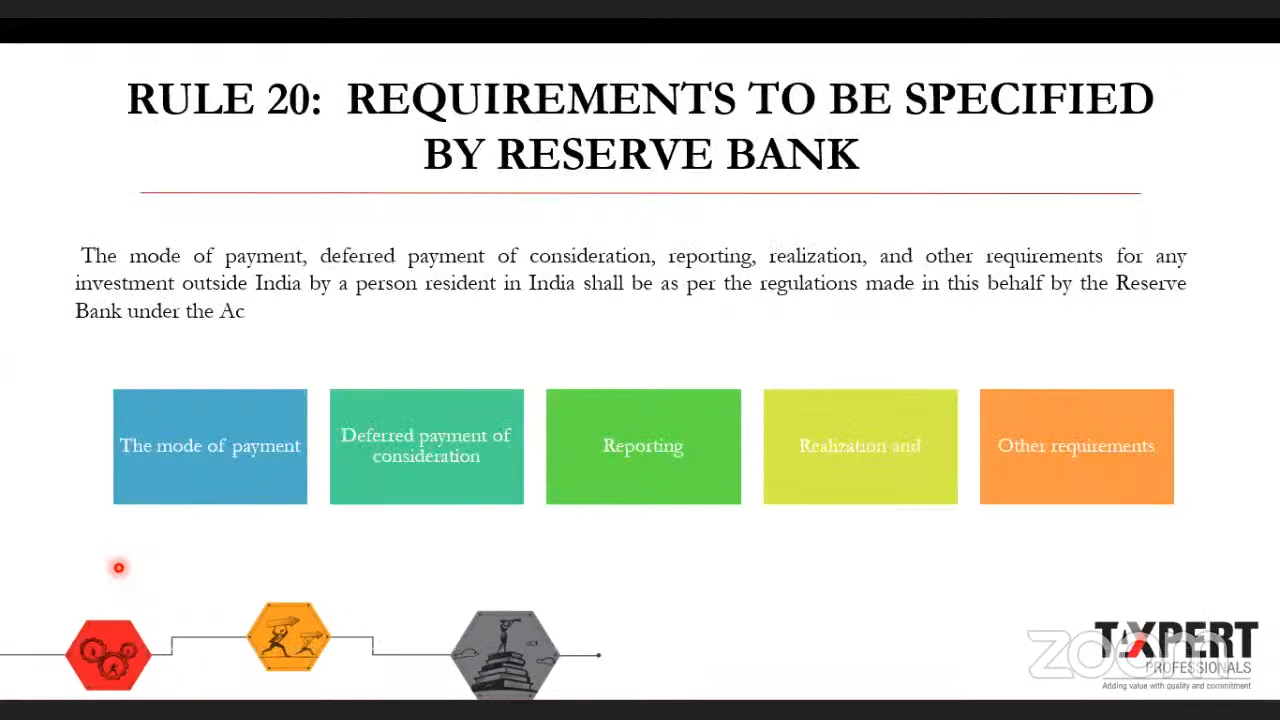 RULE 20: REQUIREMENTS TO BE SPECIFIED
BY RESERVE BANK
The mode of payment, deferred payment of consideration, reporting, realization, and other requirements for any
investment outside India by a person resident in India shall be as per the regulations made in this behalf by the Reserve
Bank under the Ac
The mode of payment
Deferred payment of
consideration
Reporting
Realization and
Other requirements
TAXPERT
PROFESSIONALS
Adding value with quality and commitment
zoom